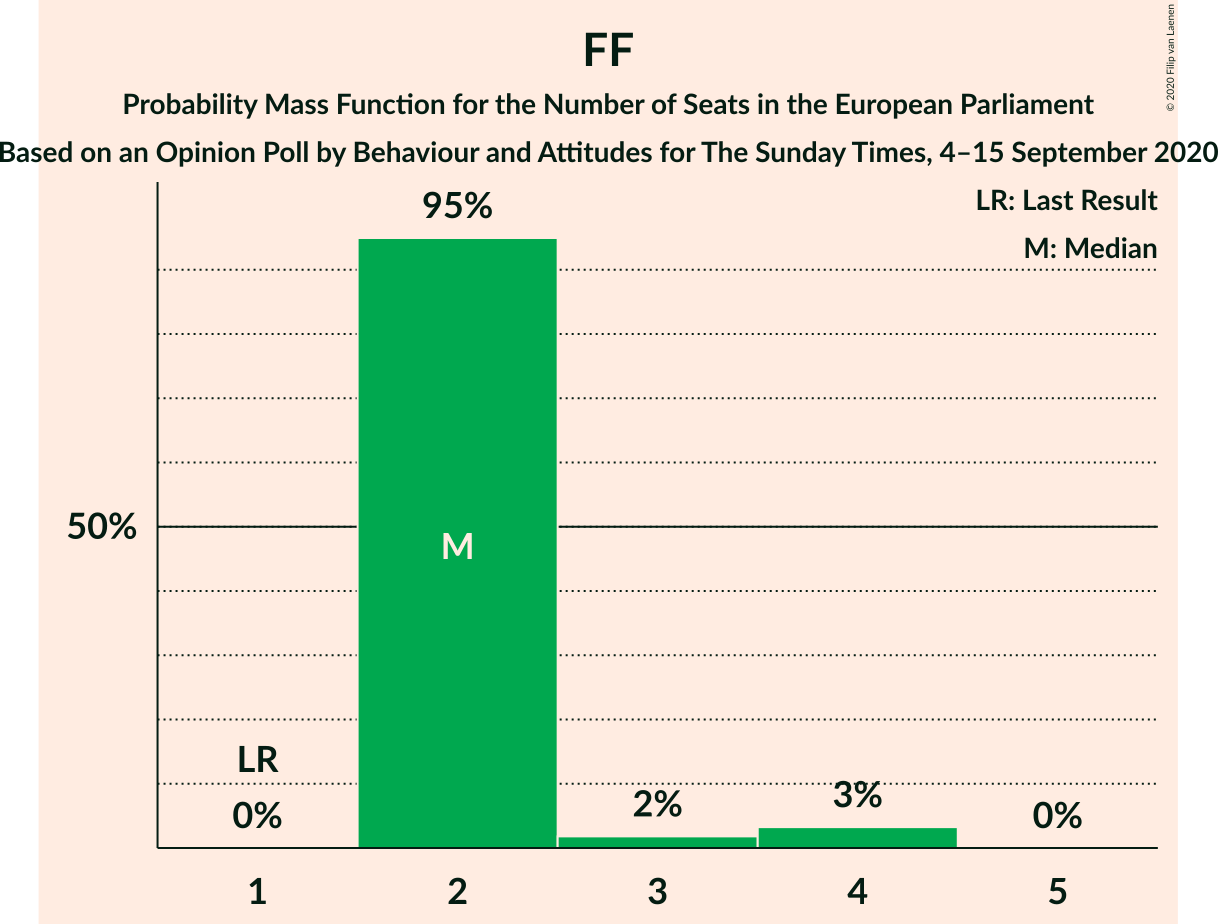 FF
Probability Mass Function for the Number of Seats in the European Parliament
Based on an Opinion Poll by Behaviour and Attitudes for The Sunday Times, 4–15 September 2020
© 2020 Filip van Laenen
LR: Last Result
M: Median
95%
50%
M
LR
0%
2%
3%
0%
1
2
3
4
5